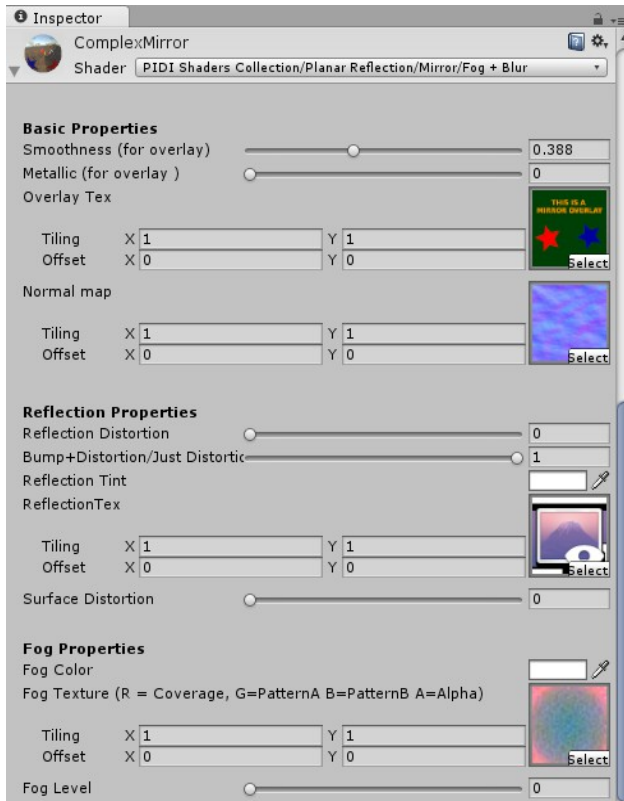 Inspector
ComplexMirror
Shader PIDI Shaders Collection/Planar Reflection/Mirror/Fog + Blur
Basic Properties
Smoothness (for overlay) 0.388
Metallic (for overlay ) 0
Overlay Tex
THIS IS A
MIRROR OVERLAY
Tiling X 1 Y 1
Offset X 0 Y 0
Select
Normal map
Tiling X 1 Y 1
Offset X 0 Y 0
Select
Reflection Properties
Reflection Distortion 0
Bump+Distortion/Just Distortic 1
Reflection Tint
ReflectionTex
Tiling X 1 Y 1
Offset X 0 Y 0
Select
Surface Distortion 0
Fog Properties
Fog Color
Fog Texture (R = Coverage, G=PatternA B=PatternB A=Alpha)
Tiling X 1 Y 1
Offset X 0 Y 0
Select
Fog Level 0